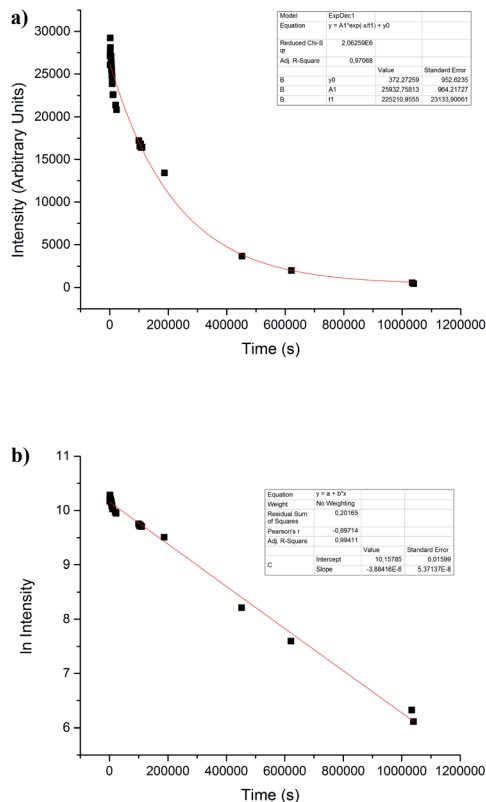 a)
Model ExpDec1
Equation y = A1*exp(-x/t1) + y0
Reduced Chi-S
qr 2,06259E6
Adj. R-Square 0,97068
Value Standard Error
B y0 372,27259 952,6235
B A1 25932,75813 964,21727
B t1 225210,9555 23133,90061
30000
25000
20000
15000
10000
5000
0
Intensity (Arbitrary Units)
0 200000 400000 600000 800000 1000000 1200000
Time (s)
b)
Equation y = a + b*x
Weight No Weighting
Residual Sum
of Squares 0,20165
Pearson's r -0,99714
Adj. R-Square 0,99411
Value Standard Error
C Intercept 10,15785 0,01599
Slope -3,88416E-6 5,37137E-8
11
10
9
8
7
6
ln Intensity
0 200000 400000 600000 800000 1000000 1200000
Time (s)